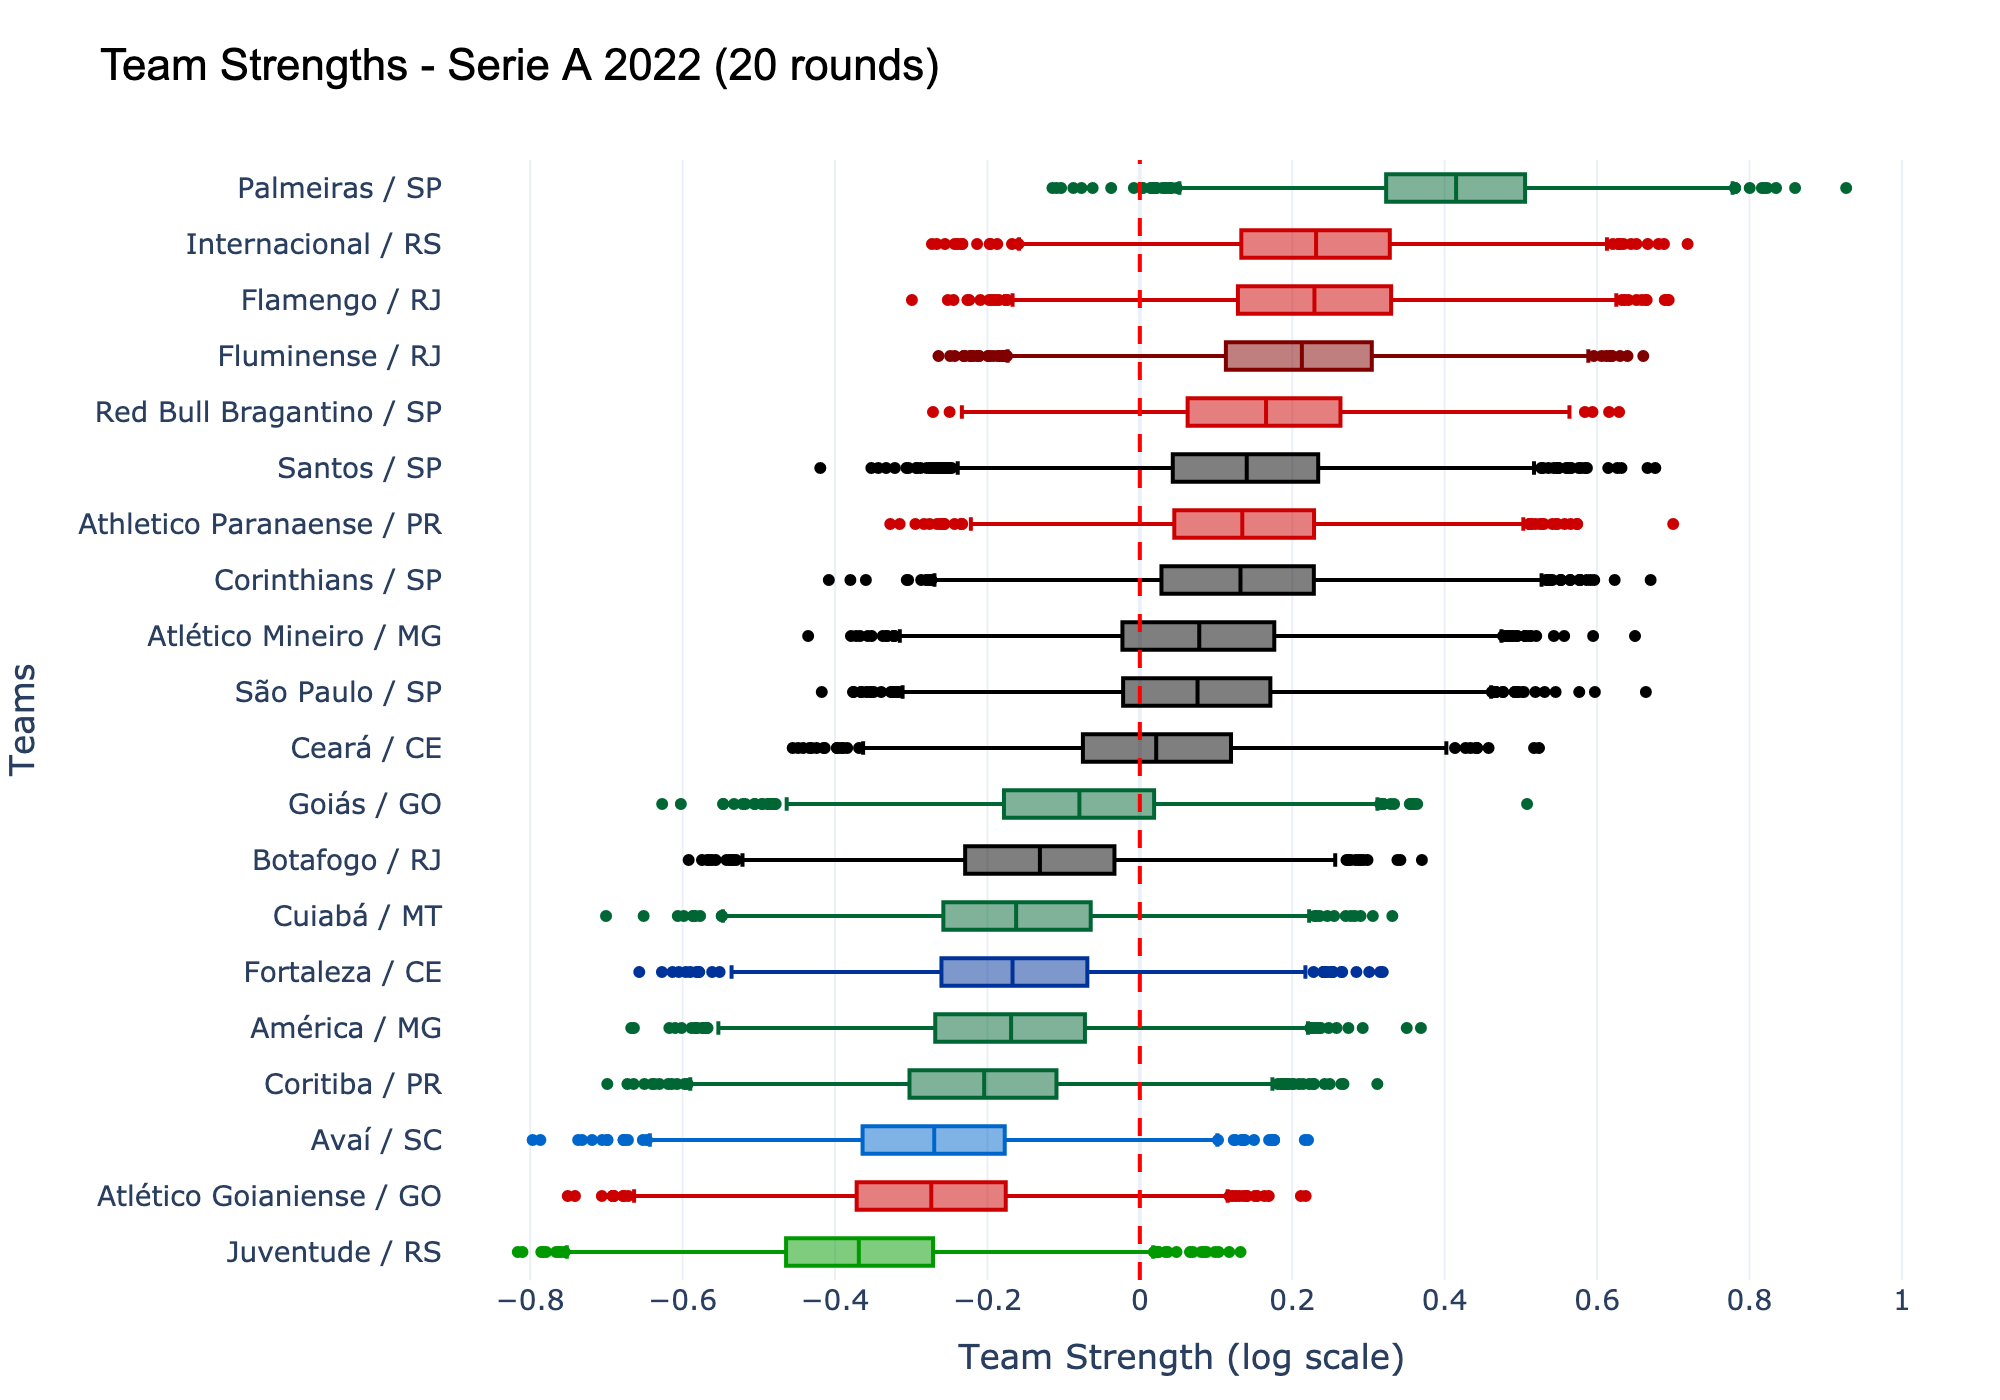 Team Strengths - Serie A 2022 (20 rounds)
Palmeiras / SP
Internacional / RS
Flamengo / RJ
Fluminense / RJ
Red Bull Bragantino / SP
Santos / SP
Athletico Paranaense / PR
Corinthians / SP
Atlético Mineiro / MG
São Paulo / SP
Ceará / CE
Goiás / GO
Botafogo / RJ
Cuiabá / MT
Fortaleza / CE
América / MG
Coritiba / PR
Avaí / SC
Atlético Goianiense / GO
Juventude / RS
Teams
−0.8 −0.6 −0.4 −0.2 0 0.2 0.4 0.6 0.8 1
Team Strength (log scale)